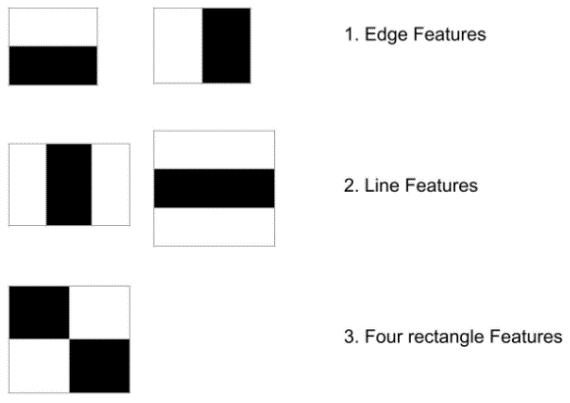 1. Edge Features
2. Line Features
3. Four rectangle Features